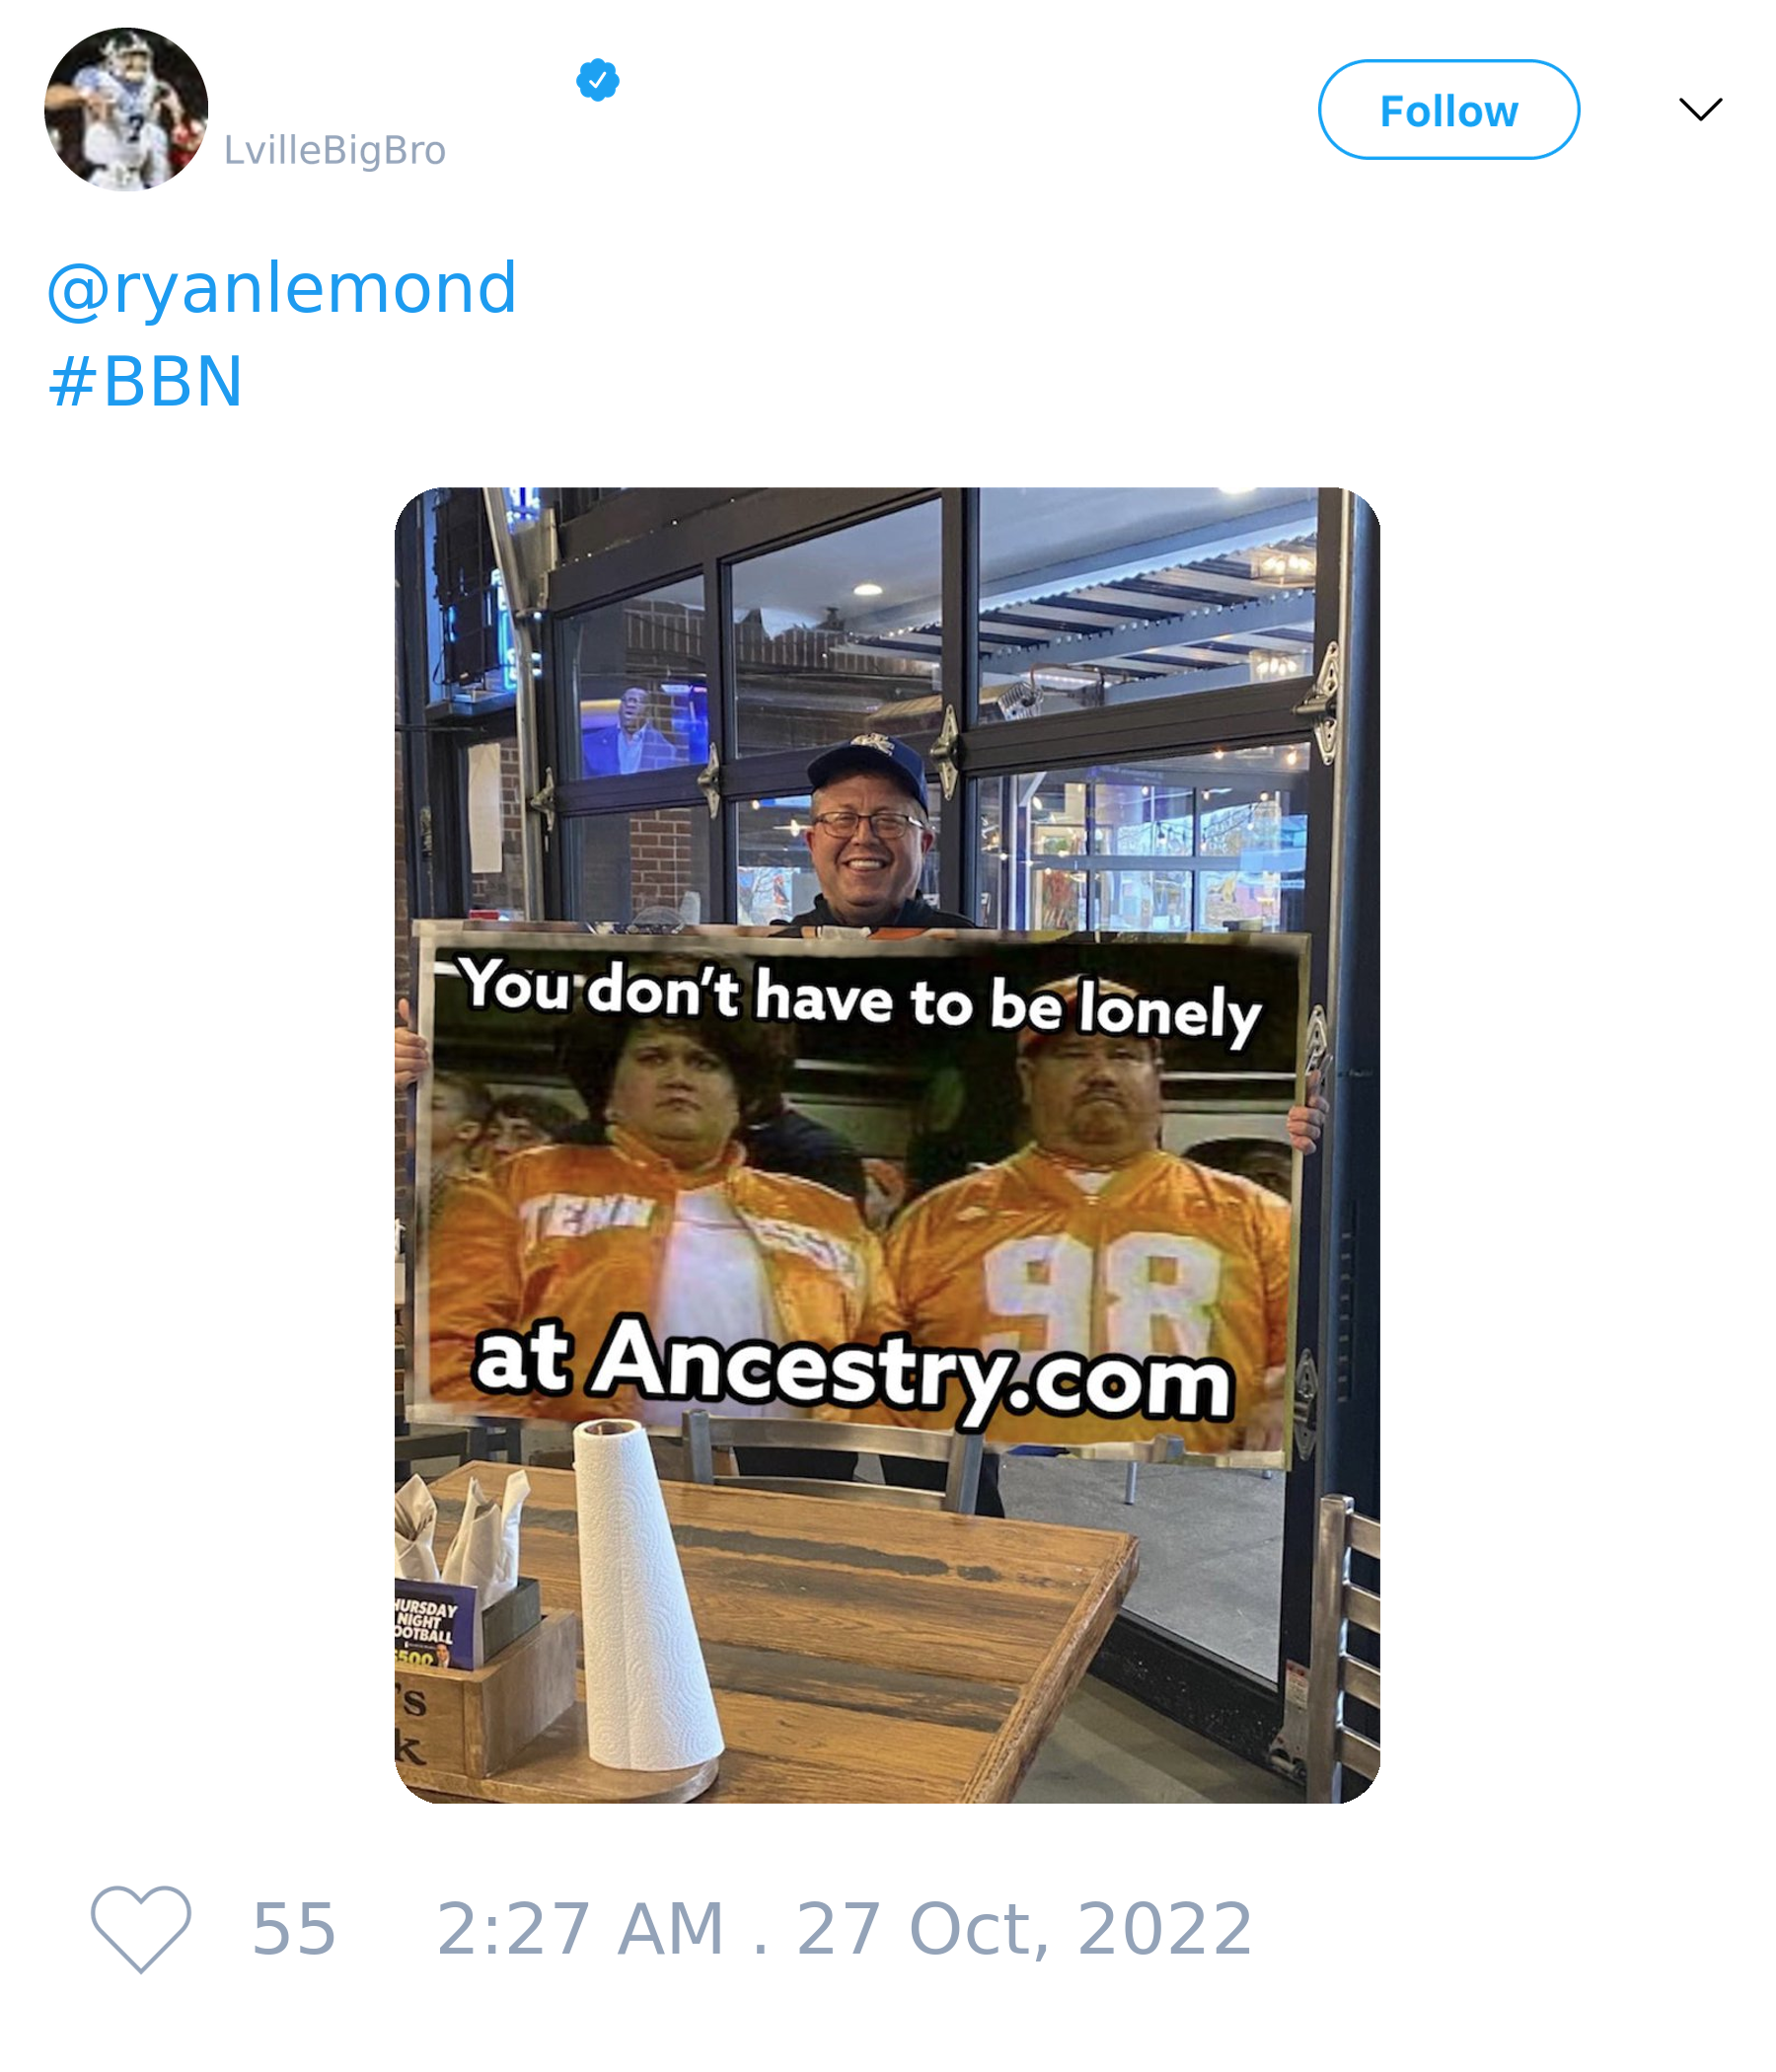 LvilleBigBro
Follow
@ryanlemond
#BBN
You don't have to be lonely
TENN
98
at Ancestry.com
HURSDAY
NIGHT
OOTBALL
$500
's
k
55 2:27 AM . 27 Oct, 2022